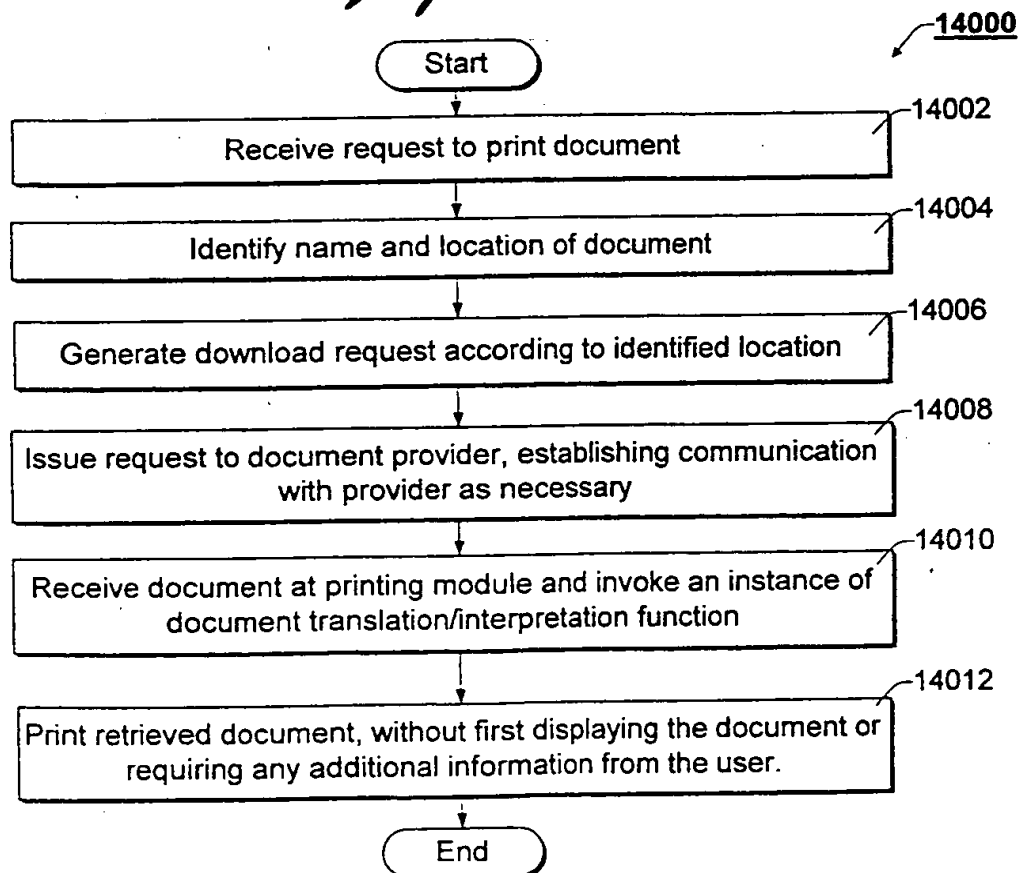 14000
Start
14002
Receive request to print document
14004
Identify name and location of document
14006
Generate download request according to identified location
14008
Issue request to document provider, establishing communication
with provider as necessary
14010
Receive document at printing module and invoke an instance of
document translation/interpretation function
14012
Print retrieved document, without first displaying the document or
requiring any additional information from the user.
End